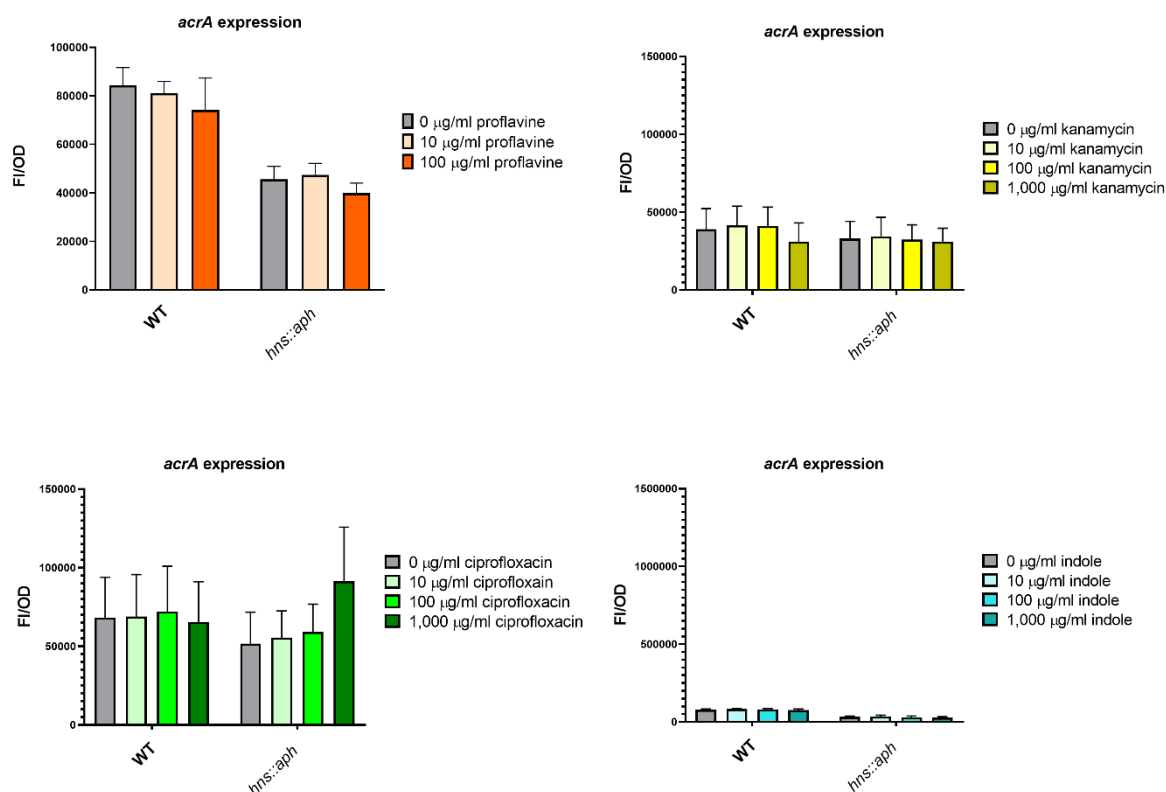 acrA expression
100000
80000
60000
40000
20000
0
FI/OD
WT
hns::aph
0 µg/ml proflavine
10 µg/ml proflavine
100 µg/ml proflavine
acrA expression
150000
100000
50000
0
FI/OD
WT
hns::aph
0 µg/ml kanamycin
10 µg/ml kanamycin
100 µg/ml kanamycin
1,000 µg/ml kanamycin
acrA expression
150000
100000
50000
0
FI/OD
WT
hns::aph
0 µg/ml ciprofloxacin
10 µg/ml ciprofloxain
100 µg/ml ciprofloxacin
1,000 µg/ml ciprofloxacin
acrA expression
1500000
1000000
500000
0
FI/OD
WT
hns::aph
0 µg/ml indole
10 µg/ml indole
100 µg/ml indole
1,000 µg/ml indole